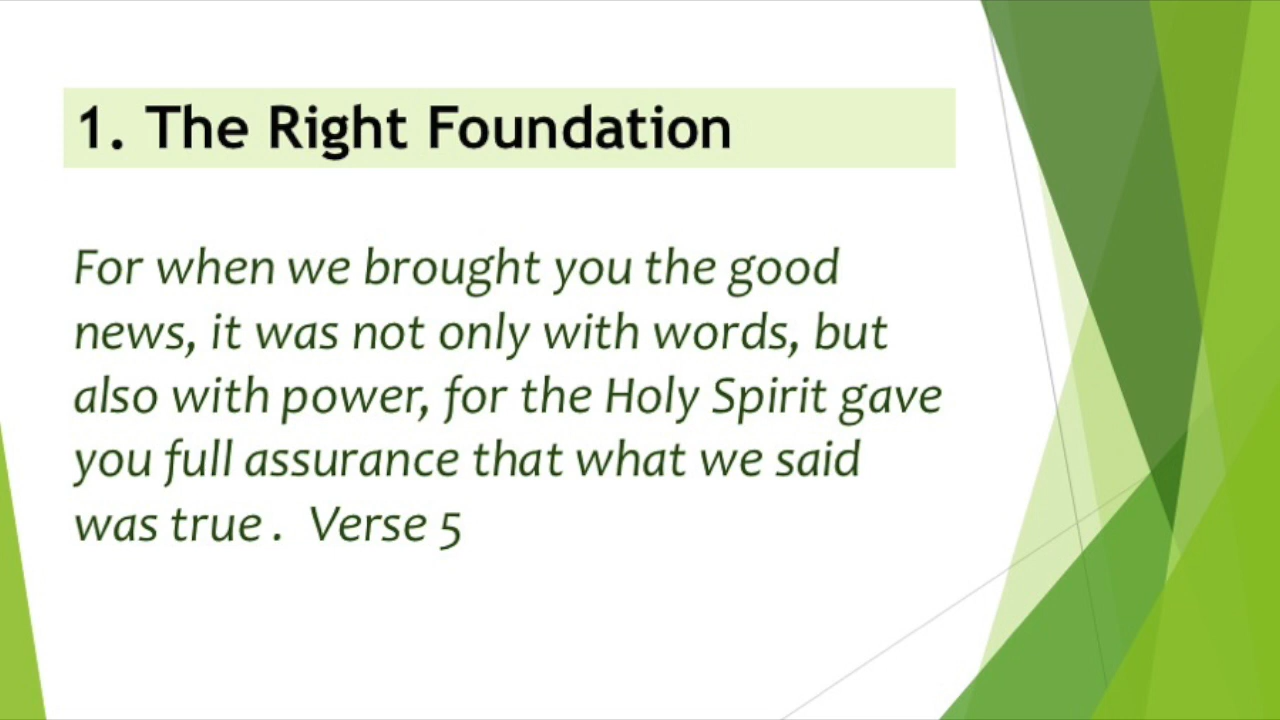 1. The Right Foundation
For when we brought you the good
news, it was not only with words, but
also with power, for the Holy Spirit gave
you full assurance that what we said
was true .  Verse 5